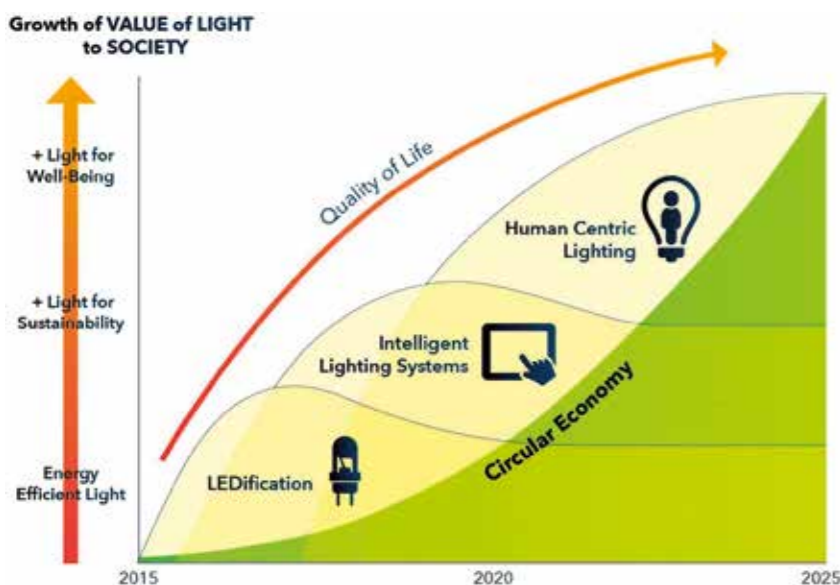 Growth of VALUE of LIGHT
to SOCIETY
+ Light for
Well-Being
+ Light for
Sustainability
Energy
Efficient Light
Quality of Life
Human Centric
Lighting
Intelligent
Lighting Systems
LEDification
Circular Economy
2015
2020
2025